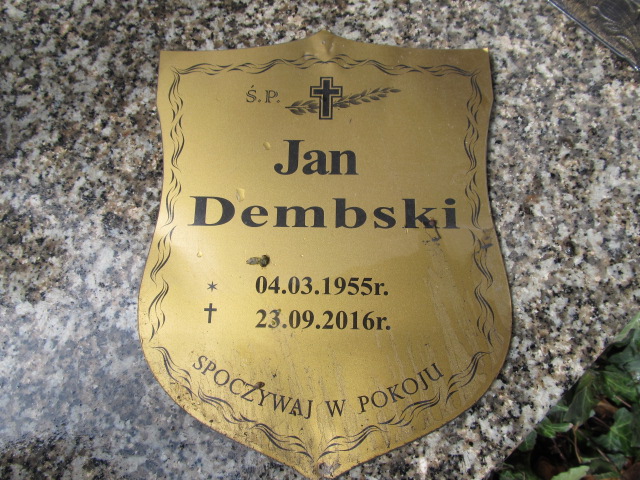 Ś.P.
Jan
Dembski
* 04.03.1955r.
✝ 23.09.2016r.
SPOCZYWAJ W POKOJU